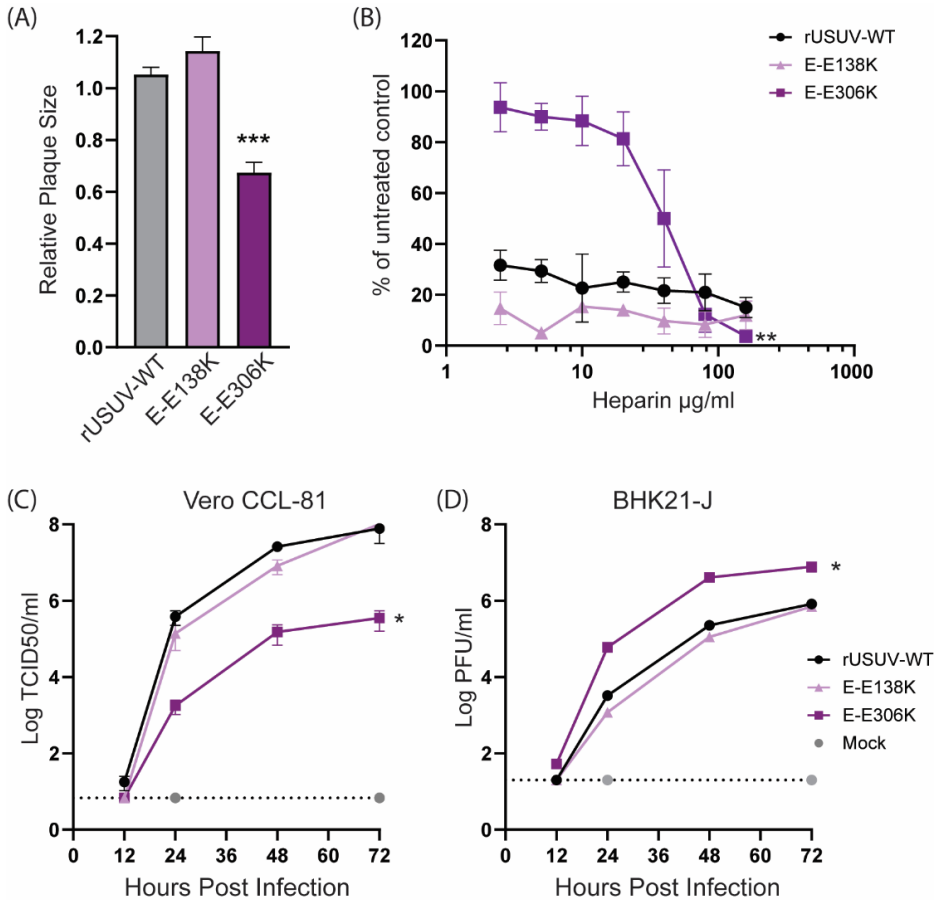 (A)
Relative Plaque Size
1.2
1.0
0.8
0.6
0.4
0.2
0.0
***
rUSUV-WT
E-E138K
E-E306K
(B)
% of untreated control
120
100
80
60
40
20
0
1
10
100
1000
Heparin µg/ml
**
rUSUV-WT
E-E138K
E-E306K
(C)
Vero CCL-81
Log TCID50/ml
8
6
4
2
0
0
12
24
36
48
60
72
Hours Post Infection
*
(D)
BHK21-J
Log PFU/ml
8
6
4
2
0
0
12
24
36
48
60
72
Hours Post Infection
*
rUSUV-WT
E-E138K
E-E306K
Mock